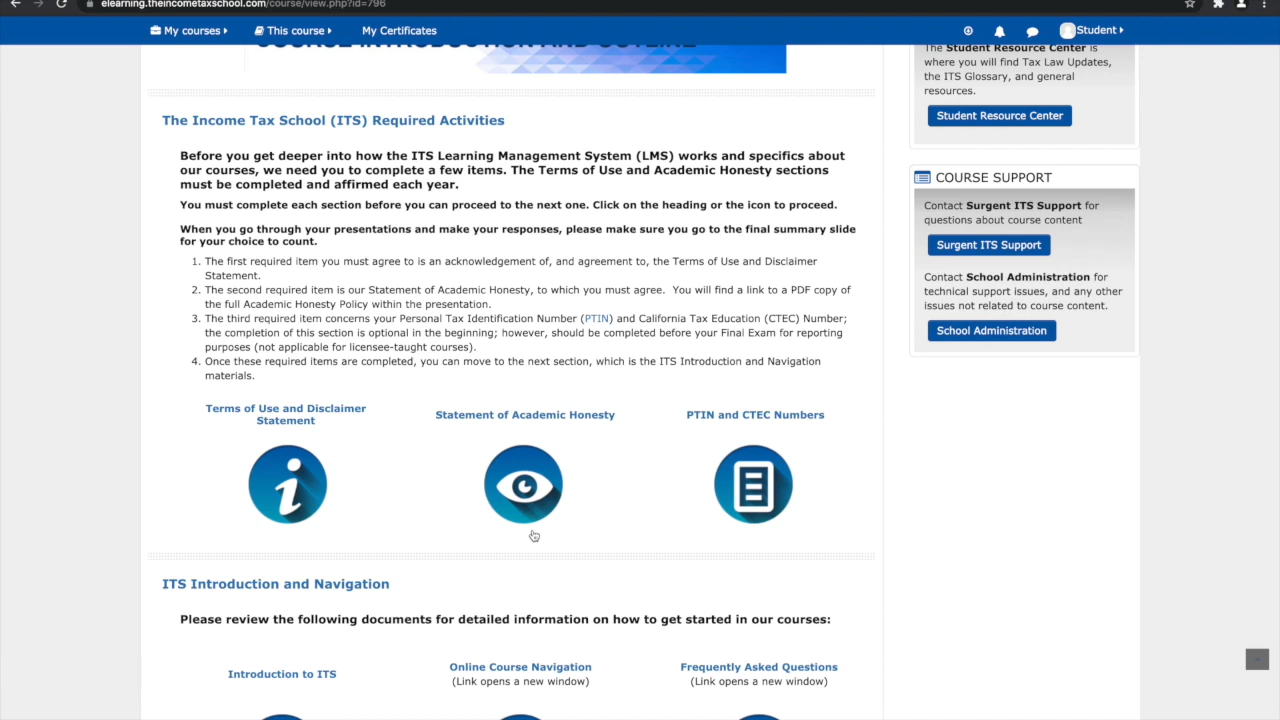 elearning.theincometaxschool.com/course/view.php?id=796
My courses
This course
My Certificates
Student
COURSE INTRODUCTION AND OUTLINE
The Income Tax School (ITS) Required Activities
Before you get deeper into how the ITS Learning Management System (LMS) works and specifics about
our courses, we need you to complete a few items. The Terms of Use and Academic Honesty sections
must be completed and affirmed each year.
You must complete each section before you can proceed to the next one. Click on the heading or the icon to proceed.
When you go through your presentations and make your responses, please make sure you go to the final summary slide
for your choice to count.
1. The first required item you must agree to is an acknowledgement of, and agreement to, the Terms of Use and Disclaimer
Statement.
2. The second required item is our Statement of Academic Honesty, to which you must agree. You will find a link to a PDF copy of
the full Academic Honesty Policy within the presentation.
3. The third required item concerns your Personal Tax Identification Number (PTIN) and California Tax Education (CTEC) Number;
the completion of this section is optional in the beginning; however, should be completed before your Final Exam for reporting
purposes (not applicable for licensee-taught courses).
4. Once these required items are completed, you can move to the next section, which is the ITS Introduction and Navigation
materials.
Terms of Use and Disclaimer
Statement
Statement of Academic Honesty
PTIN and CTEC Numbers
ITS Introduction and Navigation
Please review the following documents for detailed information on how to get started in our courses:
Introduction to ITS
Online Course Navigation
(Link opens a new window)
Frequently Asked Questions
(Link opens a new window)
The Student Resource Center is
where you will find Tax Law Updates,
the ITS Glossary, and general
resources.
Student Resource Center
COURSE SUPPORT
Contact Surgent ITS Support for
questions about course content
Surgent ITS Support
Contact School Administration for
technical support issues, and any other
issues not related to course content.
School Administration